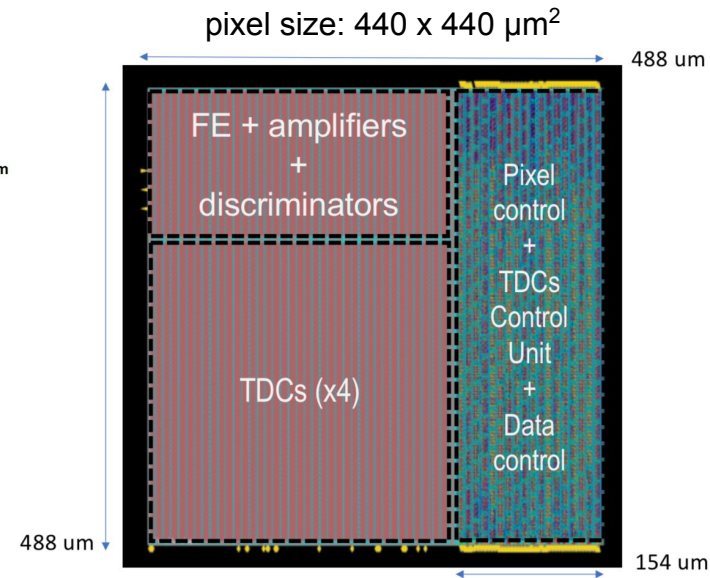 pixel size: 440 x 440 µm²
488 um
m
FE + amplifiers
+
discriminators
Pixel
control
+
TDCs
Control
Unit
+
Data
control
TDCs (x4)
488 um
154 um